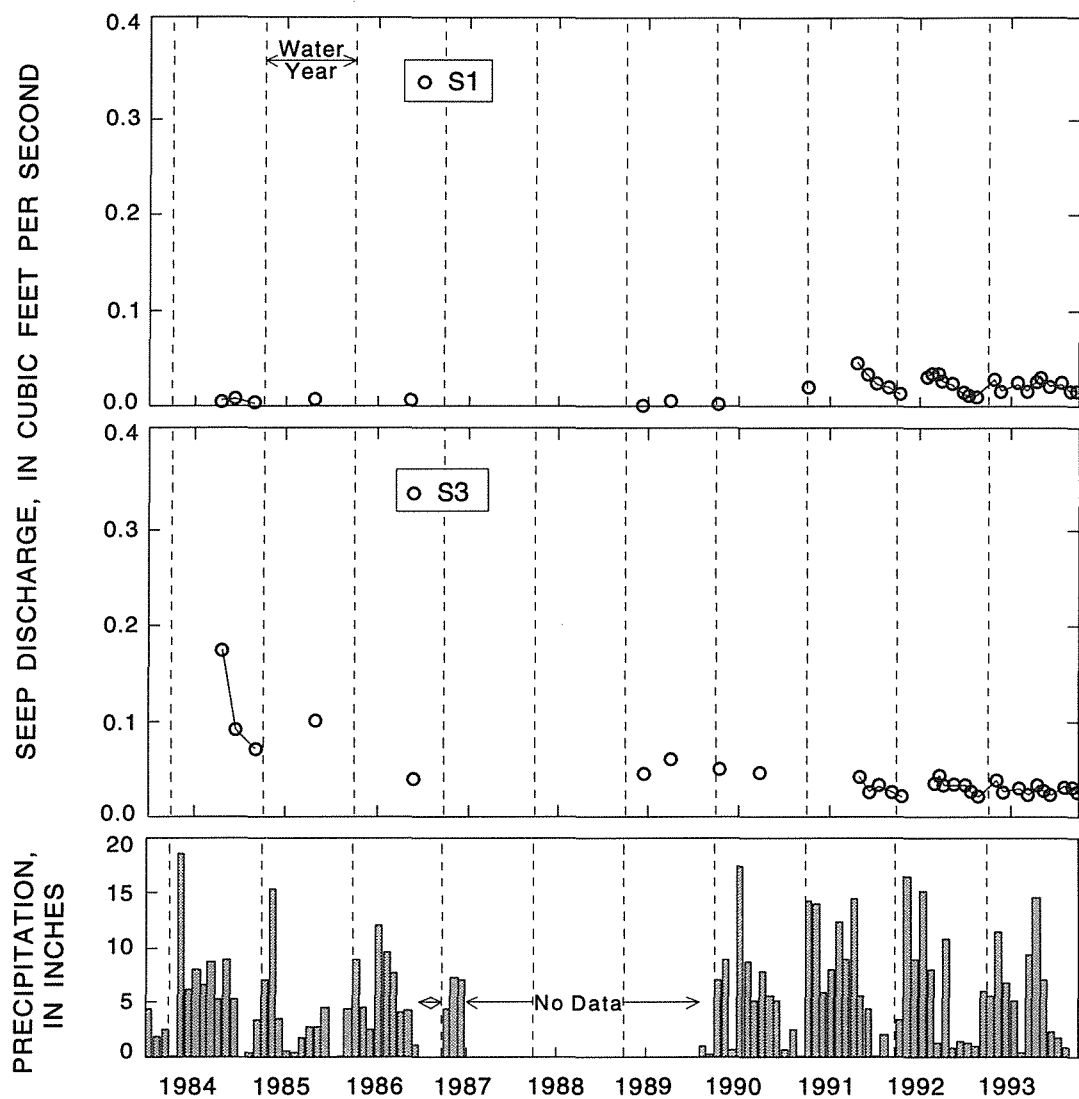 SEEP DISCHARGE, IN CUBIC FEET PER SECOND
0.4
0.3
0.2
0.1
0.0
Water
Year
S1
0.4
0.3
0.2
0.1
0.0
S3
PRECIPITATION,
IN INCHES
20
15
10
5
0
No Data
1984 1985 1986 1987 1988 1989 1990 1991 1992 1993